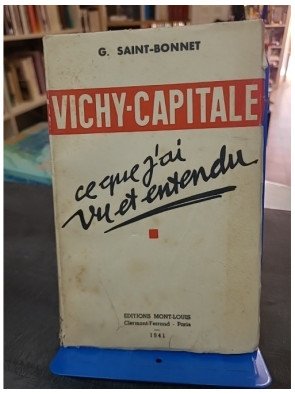 G. SAINT-BONNET
VICHY-CAPITALE
ce que j'ai
vu et entendu
EDITIONS MONT-LOUIS
Clermont-Ferrand - Paris
1941